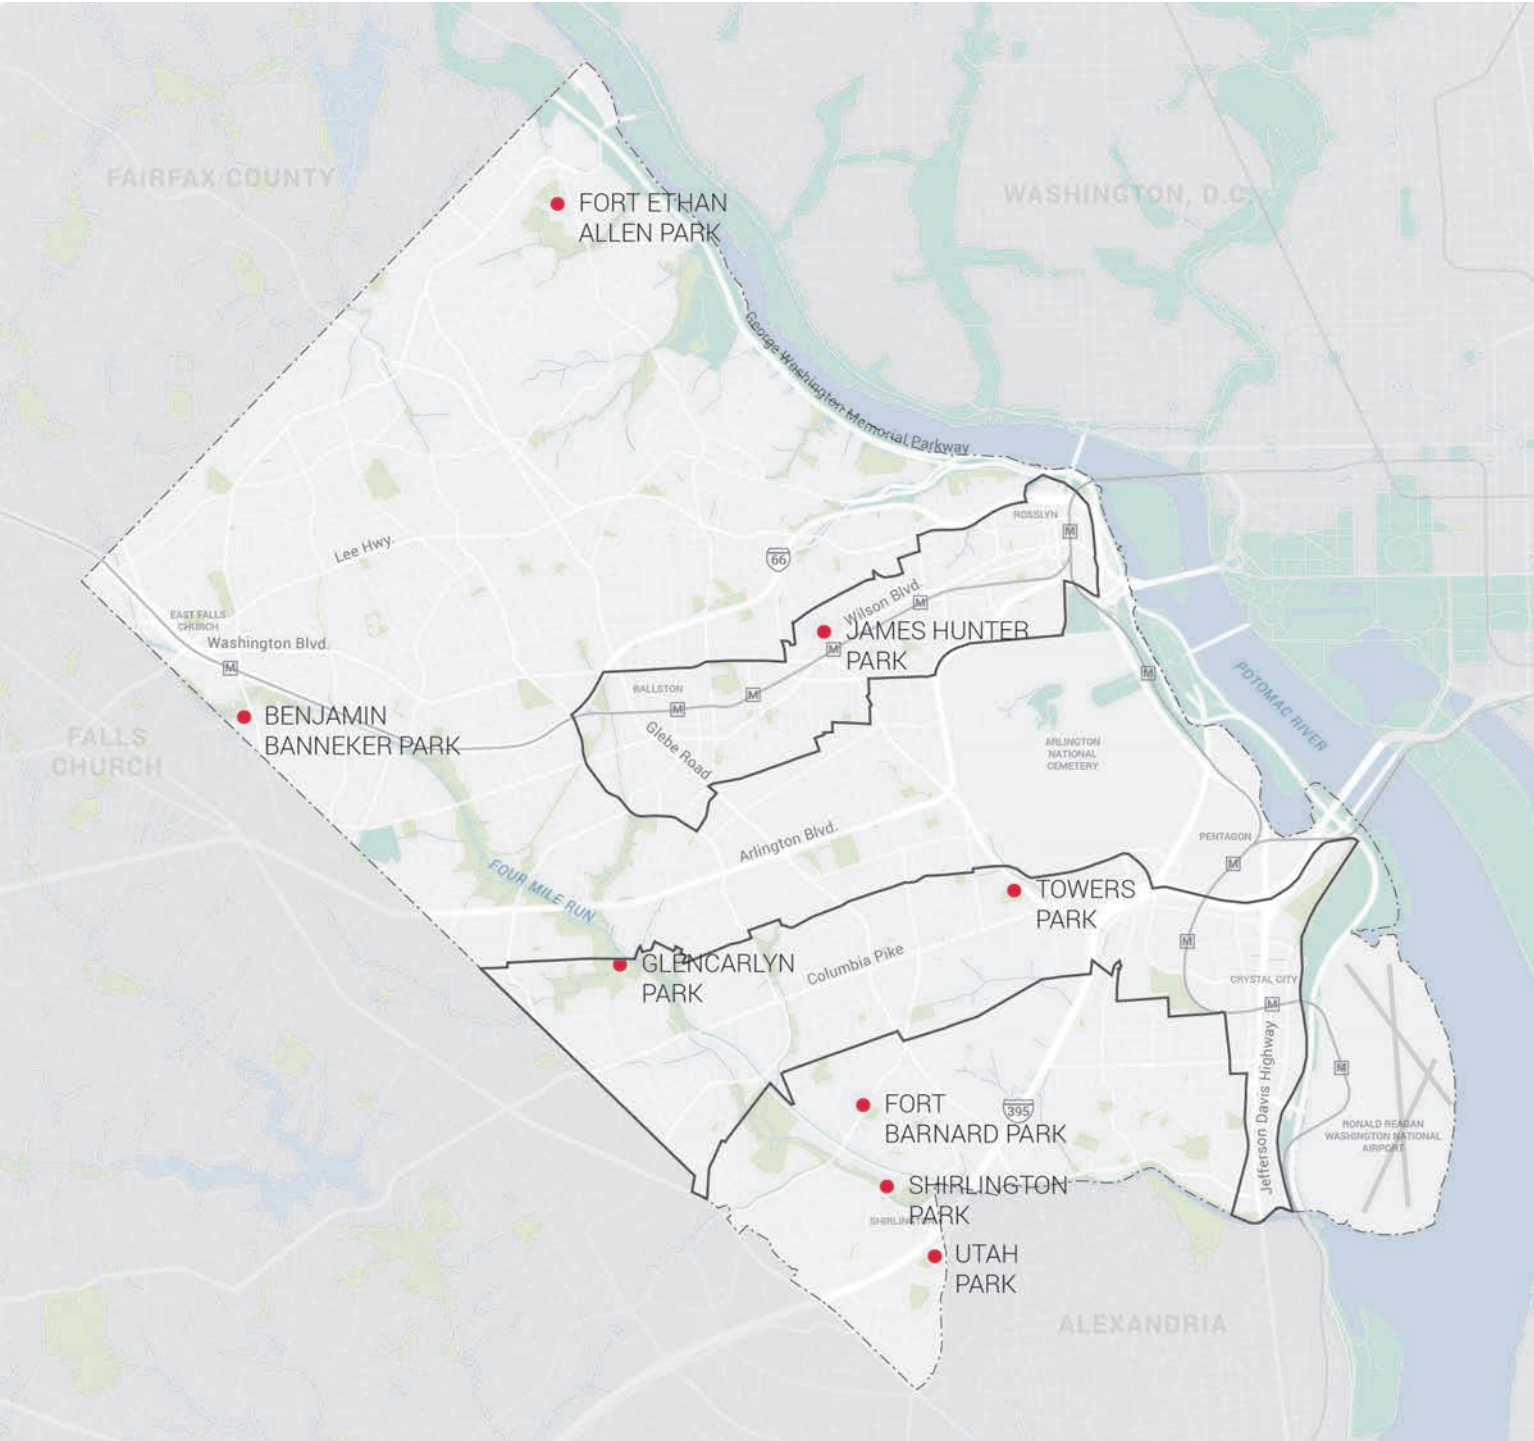 FAIRFAX COUNTY
WASHINGTON, D.C.
FORT ETHAN
ALLEN PARK
George Washington Memorial Parkway
ROSSLYN
M
Lee Hwy.
66
Wilson Blvd.
M
EAST FALLS
CHURCH
Washington Blvd.
M
JAMES HUNTER
PARK
M
BALLSTON
M
M
M
POTOMAC RIVER
BENJAMIN
BANNEKER PARK
FALLS
CHURCH
Glebe Road
ARLINGTON
NATIONAL
CEMETERY
Arlington Blvd.
PENTAGON
M
FOUR MILE RUN
TOWERS
PARK
M
GLENCARLYN
PARK
Columbia Pike
CRYSTAL CITY
M
Jefferson Davis Highway
M
FORT
BARNARD PARK
395
RONALD REAGAN
WASHINGTON NATIONAL
AIRPORT
SHIRLINGTON
PARK
SHIRLINGTON
UTAH
PARK
ALEXANDRIA